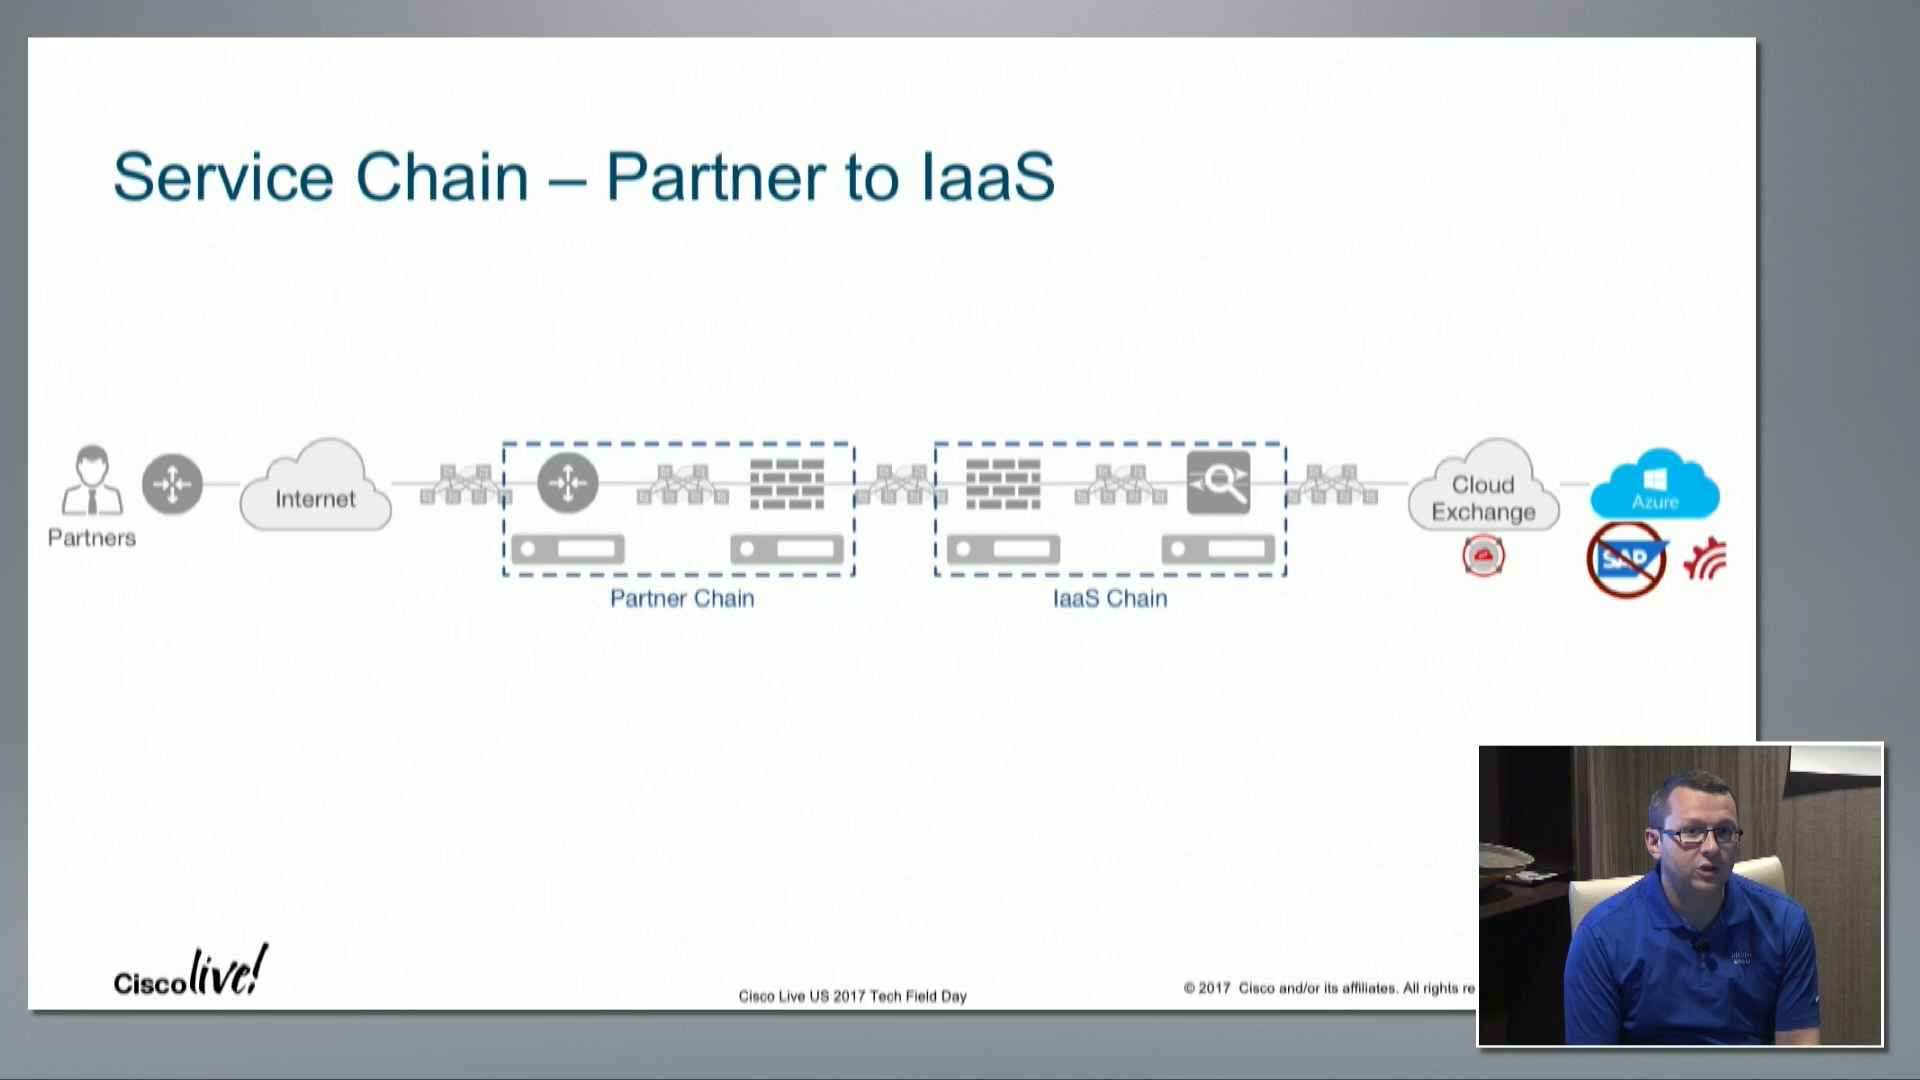 Service Chain – Partner to IaaS
Partners
Internet
Partner Chain
IaaS Chain
Cloud
Exchange
Azure
SAP
Cisco live!
Cisco Live US 2017 Tech Field Day
© 2017 Cisco and/or its affiliates. All rights re